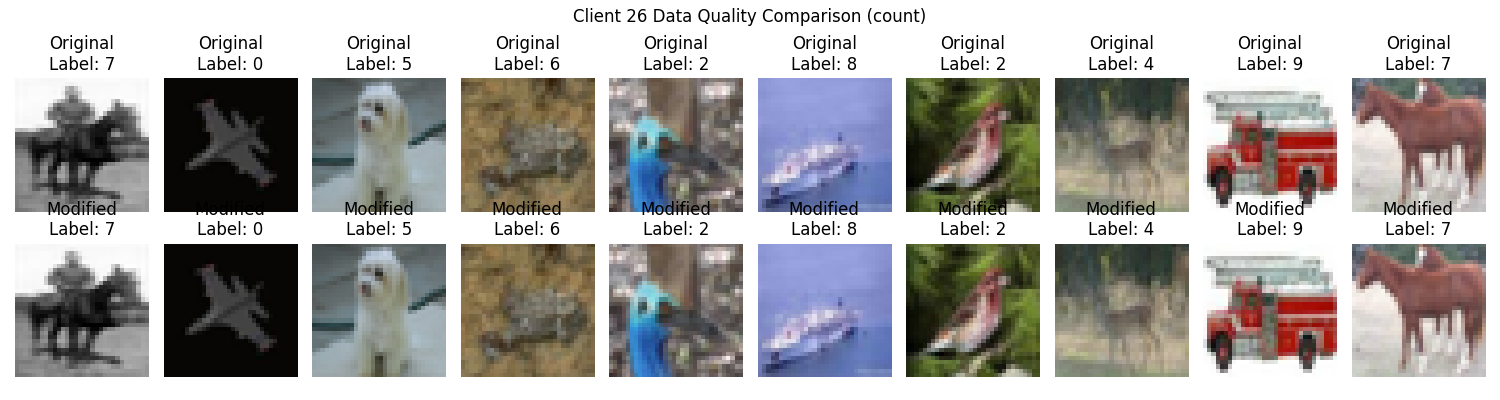 Client 26 Data Quality Comparison (count)
Original Original Original Original Original Original Original Original Original Original
Label: 7 Label: 0 Label: 5 Label: 6 Label: 2 Label: 8 Label: 2 Label: 4 Label: 9 Label: 7
Modified Modified Modified Modified Modified Modified Modified Modified Modified Modified
Label: 7 Label: 0 Label: 5 Label: 6 Label: 2 Label: 8 Label: 2 Label: 4 Label: 9 Label: 7